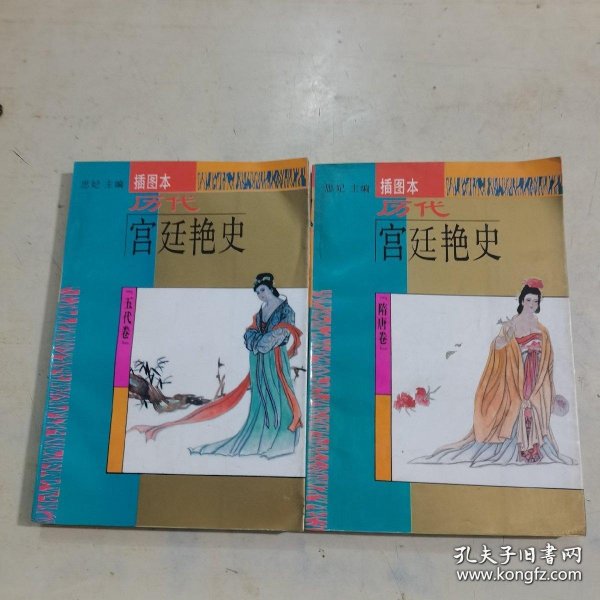 思妃 主编
插图本
历代
宫廷艳史
「五代卷」
思妃 主编
插图本
历代
宫廷艳史
「隋唐卷」
孔夫子旧书网
www.kongfz.com